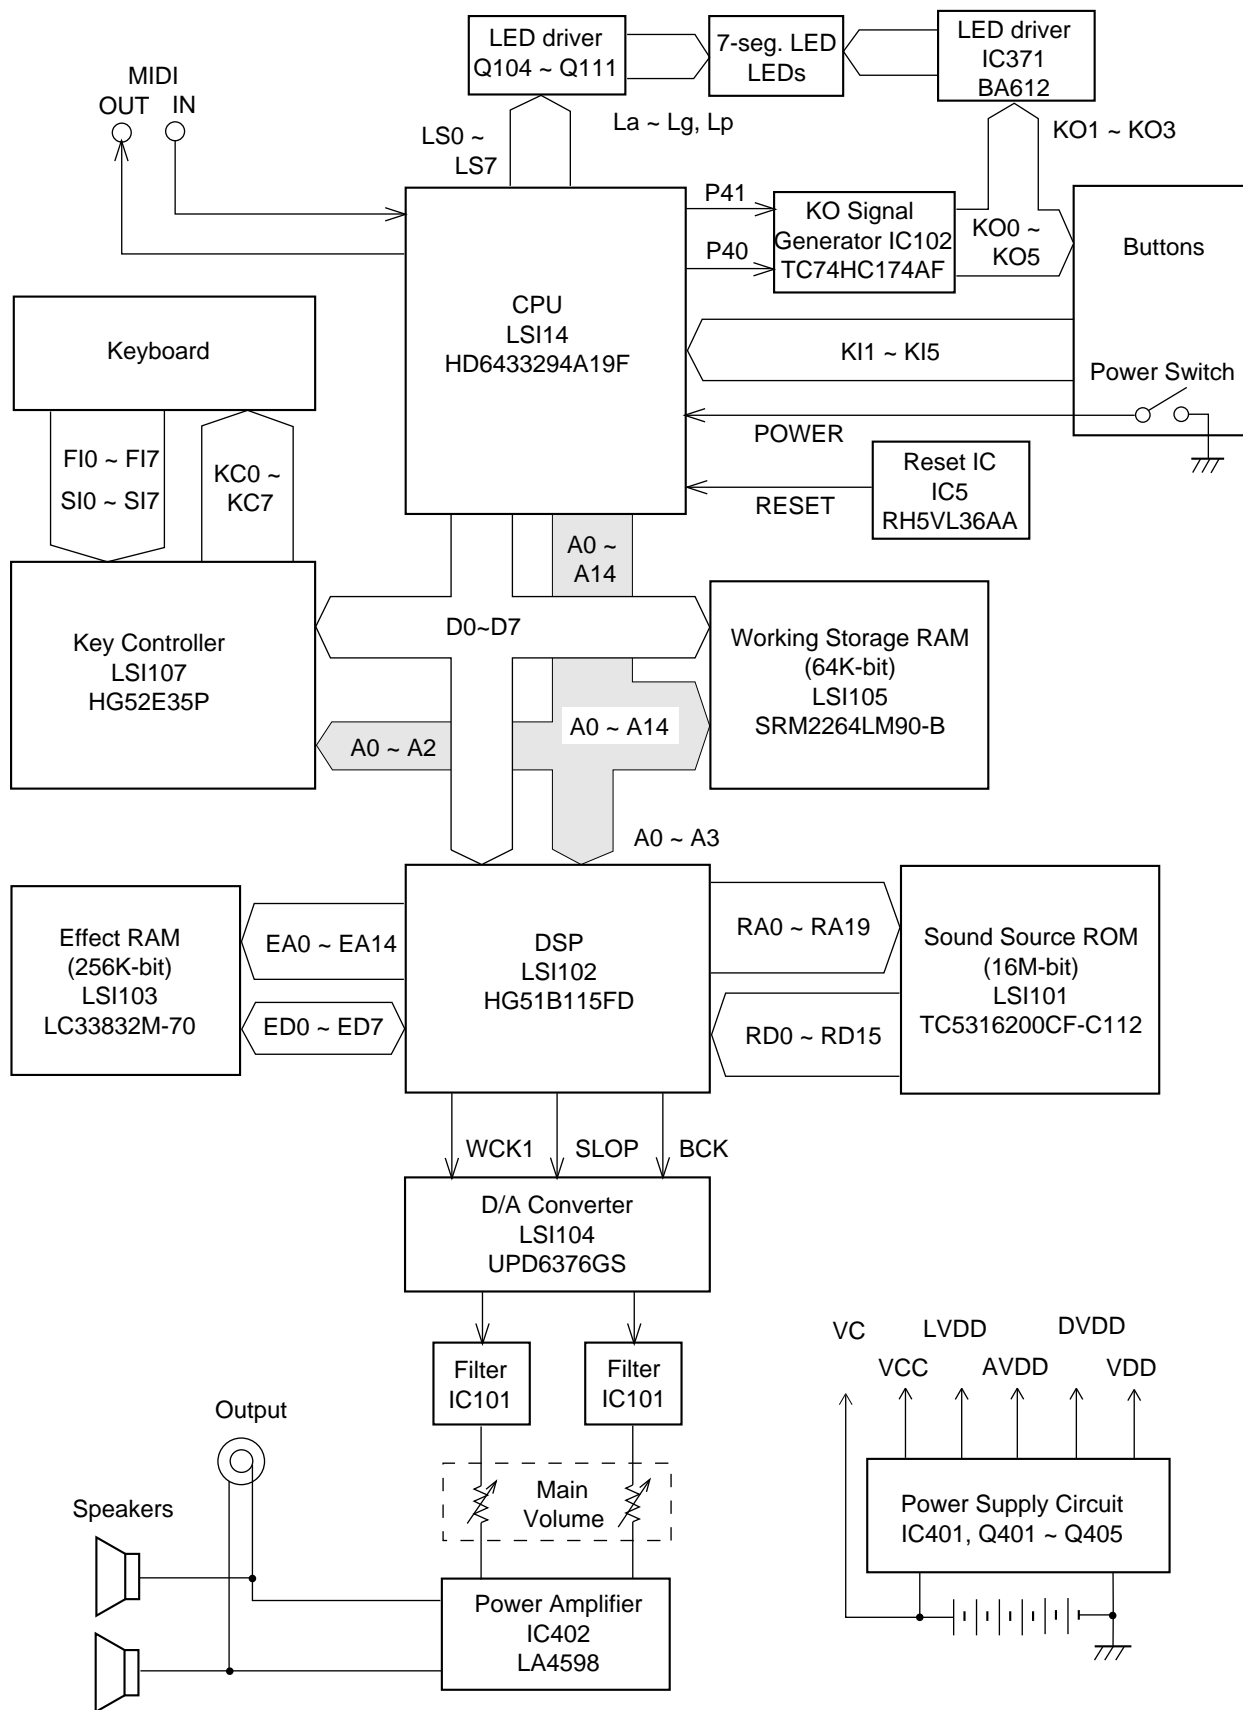 LED driver
Q104 ~ Q111
7-seg. LED
LEDs
LED driver
IC371
BA612
MIDI
OUT
IN
LS0 ~
LS7
La ~ Lg, Lp
KO1 ~ KO3
P41
P40
KO Signal
Generator IC102
TC74HC174AF
KO0 ~
KO5
Buttons
CPU
LSI14
HD6433294A19F
Keyboard
KI1 ~ KI5
Power Switch
POWER
FI0 ~ FI7
SI0 ~ SI7
KC0 ~
KC7
Reset IC
IC5
RH5VL36AA
RESET
A0 ~
A14
Key Controller
LSI107
HG52E35P
D0~D7
Working Storage RAM
(64K-bit)
LSI105
SRM2264LM90-B
A0 ~ A2
A0 ~ A14
A0 ~ A3
Effect RAM
(256K-bit)
LSI103
LC33832M-70
EA0 ~ EA14
ED0 ~ ED7
DSP
LSI102
HG51B115FD
RA0 ~ RA19
RD0 ~ RD15
Sound Source ROM
(16M-bit)
LSI101
TC5316200CF-C112
WCK1
SLOP
BCK
D/A Converter
LSI104
UPD6376GS
Filter
IC101
Filter
IC101
VC
LVDD
DVDD
VCC
AVDD
VDD
Output
Main
Volume
Speakers
Power Supply Circuit
IC401, Q401 ~ Q405
Power Amplifier
IC402
LA4598